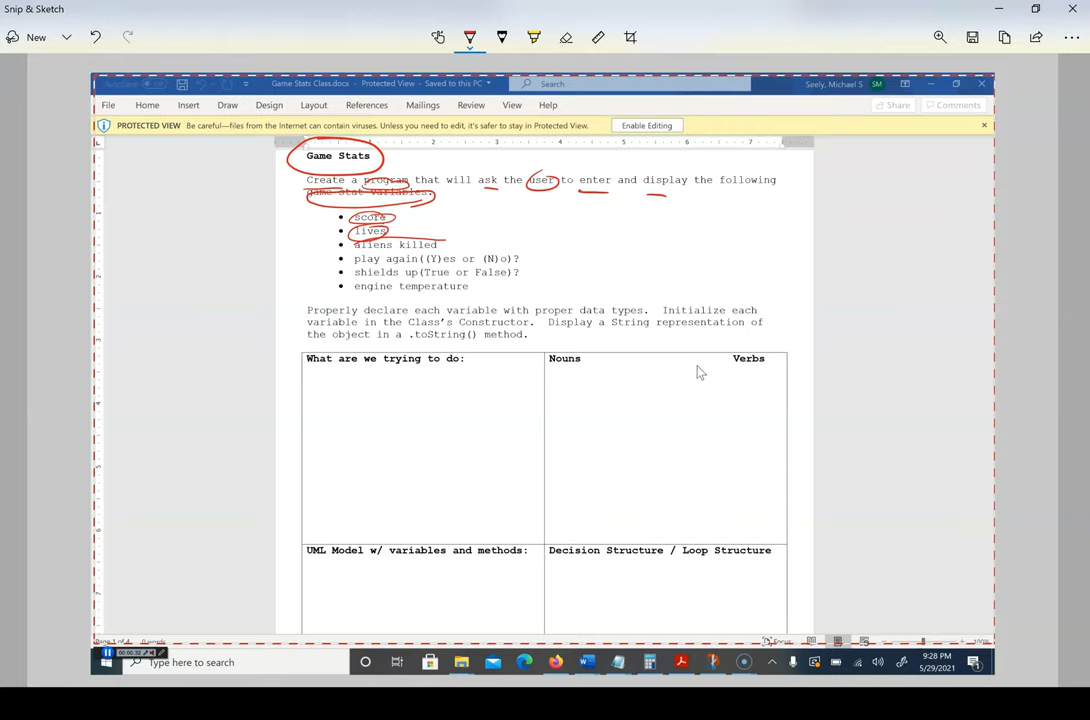 Snip & Sketch
New
AutoSave
Game Stats Class.docx - Protected View - Saved to this PC
Search
Seely, Michael S
SM
File Home Insert Draw Design Layout References Mailings Review View Help
Share
Comments
PROTECTED VIEW Be careful—files from the Internet can contain viruses. Unless you need to edit, it's safer to stay in Protected View.
Enable Editing
Game Stats
Create a program that will ask the user to enter and display the following
game stat variables.
• score
• lives
• aliens killed
• play again((Y)es or (N)o)?
• shields up(True or False)?
• engine temperature
Properly declare each variable with proper data types. Initialize each
variable in the Class's Constructor. Display a String representation of
the object in a .toString() method.
What are we trying to do:
Nouns Verbs
UML Model w/ variables and methods:
Decision Structure / Loop Structure
Focus
100%
00:00:32
Type here to search
9:28 PM
5/29/2021